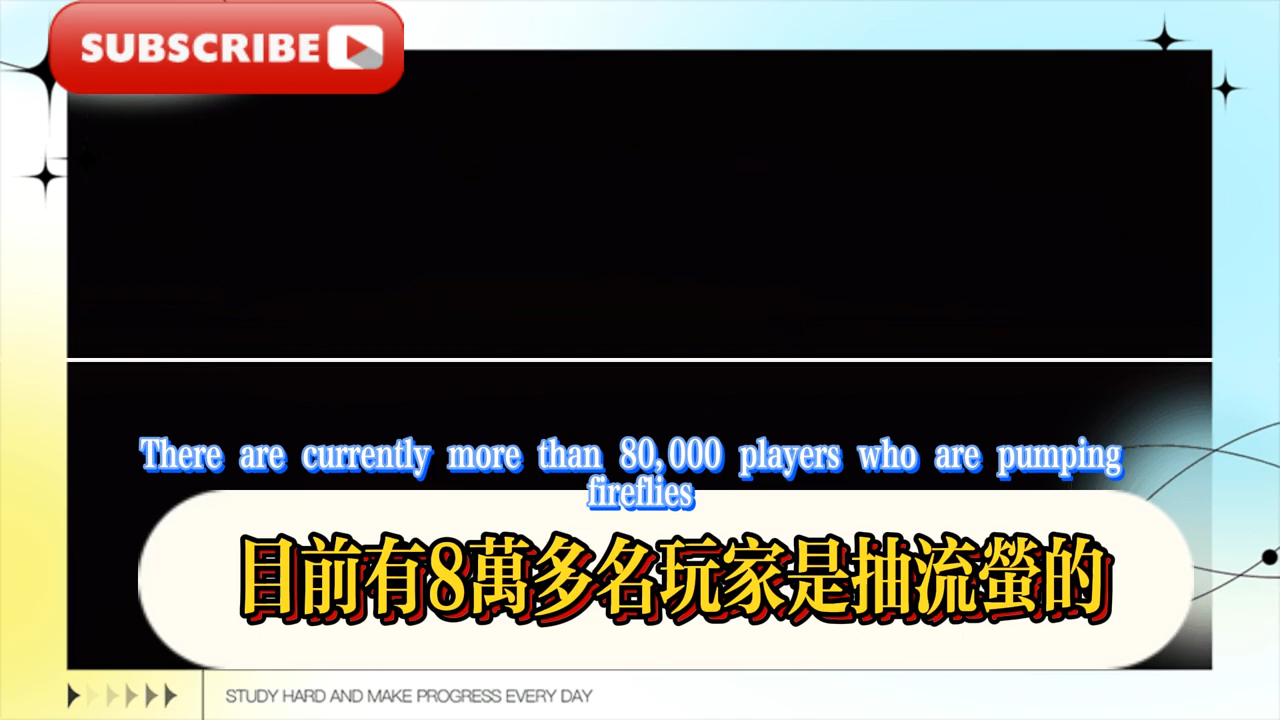 SUBSCRIBE
There are currently more than 80,000 players who are pumping
fireflies
目前有8萬多名玩家是抽流螢的
STUDY HARD AND MAKE PROGRESS EVERY DAY